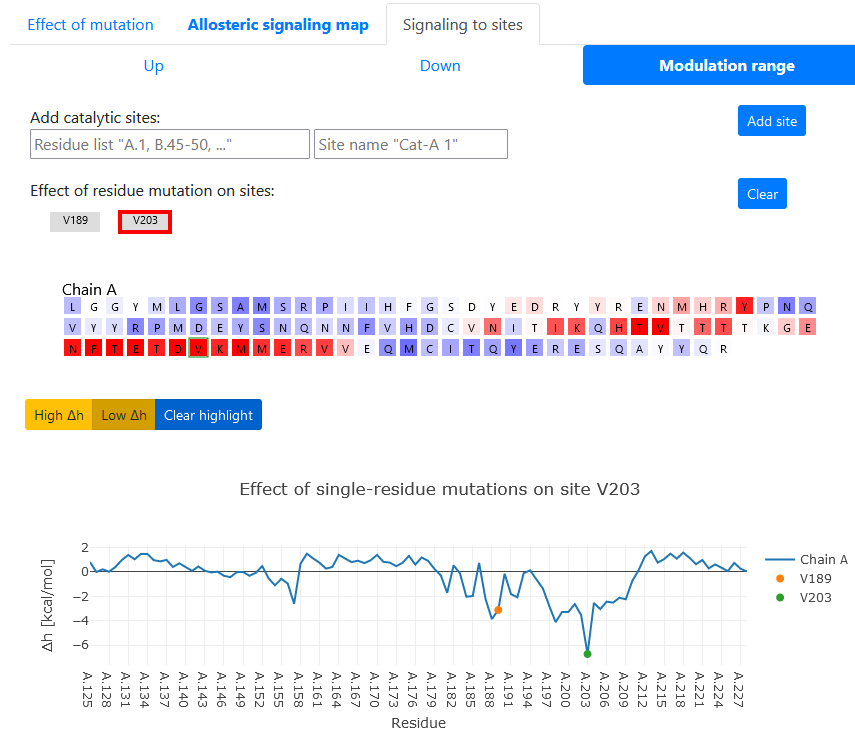 Effect of mutation Allosteric signaling map Signaling to sites
Up Down Modulation range
Add catalytic sites:
Add site
Residue list "A.1, B.45-50, ..." Site name "Cat-A 1"
Effect of residue mutation on sites:
Clear
V189 V203
Chain A
L G G Y M L G S A M S R P I I H F G S D Y E D R Y Y R E N M H R Y P N Q
V Y Y R P M D E Y S N Q N N F V H D C V N I T I K Q H T V T T T T K G E
N F T E T D V K M M E R V V E Q M C I T Q Y E R E S Q A Y Y Q R
High Δh Low Δh Clear highlight
Effect of single-residue mutations on site V203
Δh [kcal/mol]
2
0
−2
−4
−6
A.125 A.128 A.131 A.134 A.137 A.140 A.143 A.146 A.149 A.152 A.155 A.158 A.161 A.164 A.167 A.170 A.173 A.176 A.179 A.182 A.185 A.188 A.191 A.194 A.197 A.200 A.203 A.206 A.209 A.212 A.215 A.218 A.221 A.224 A.227
Residue
Chain A
V189
V203